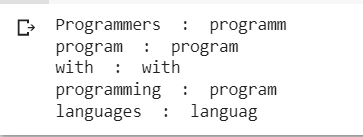 Programmers  :  programm
program  :  program
with  :  with
programming  :  program
languages  :  languag